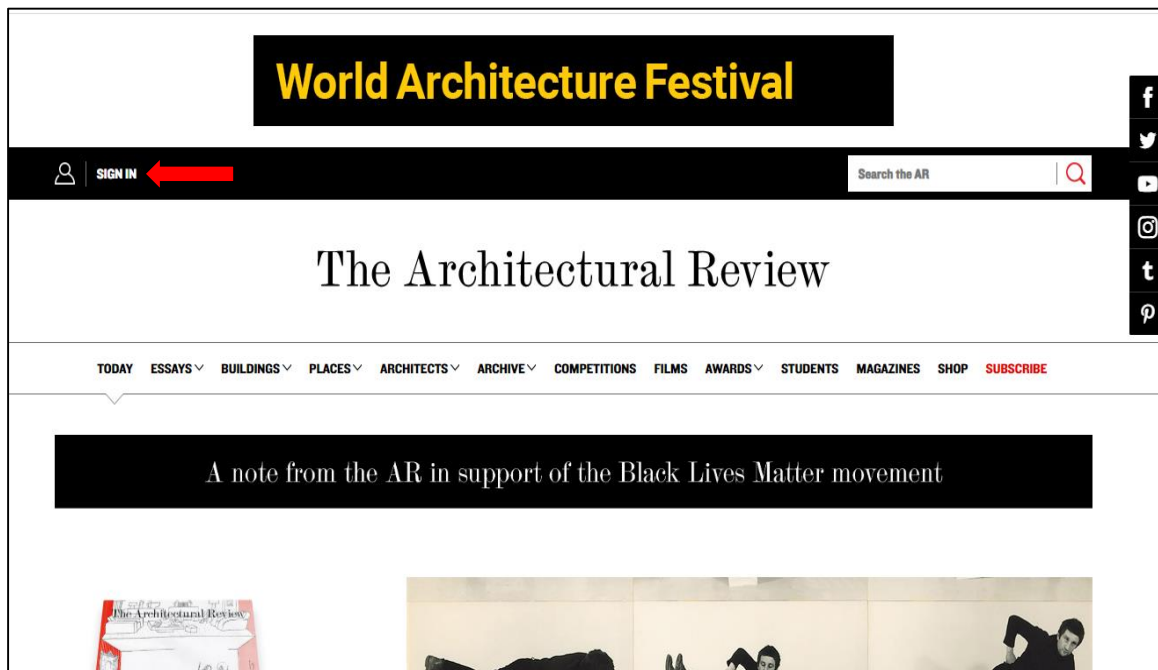 World Architecture Festival
SIGN IN
Search the AR
The Architectural Review
TODAY ESSAYS BUILDINGS PLACES ARCHITECTS ARCHIVE COMPETITIONS FILMS AWARDS STUDENTS MAGAZINES SHOP SUBSCRIBE
A note from the AR in support of the Black Lives Matter movement
The Architectural Review